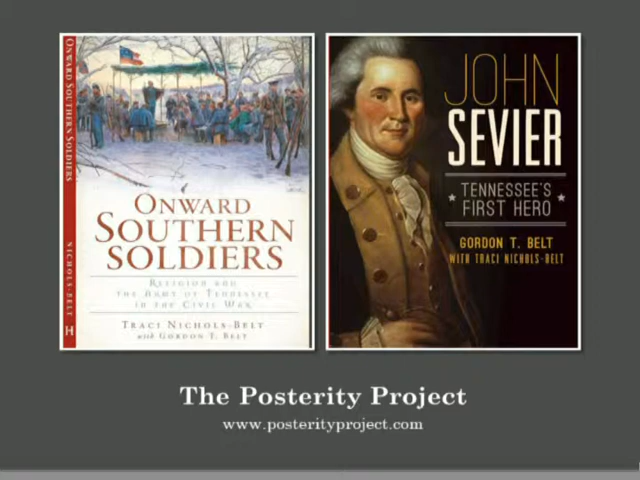 ONWARD SOUTHERN SOLDIERS
NICHOLS-BELT
H
ONWARD
SOUTHERN
SOLDIERS
RELIGION AND
THE ARMY OF TENNESSEE
IN THE CIVIL WAR
TRACI NICHOLS-BELT
with GORDON T. BELT
JOHN
SEVIER
TENNESSEE'S
FIRST HERO
GORDON T. BELT
WITH TRACI NICHOLS-BELT
The Posterity Project
www.posterityproject.com